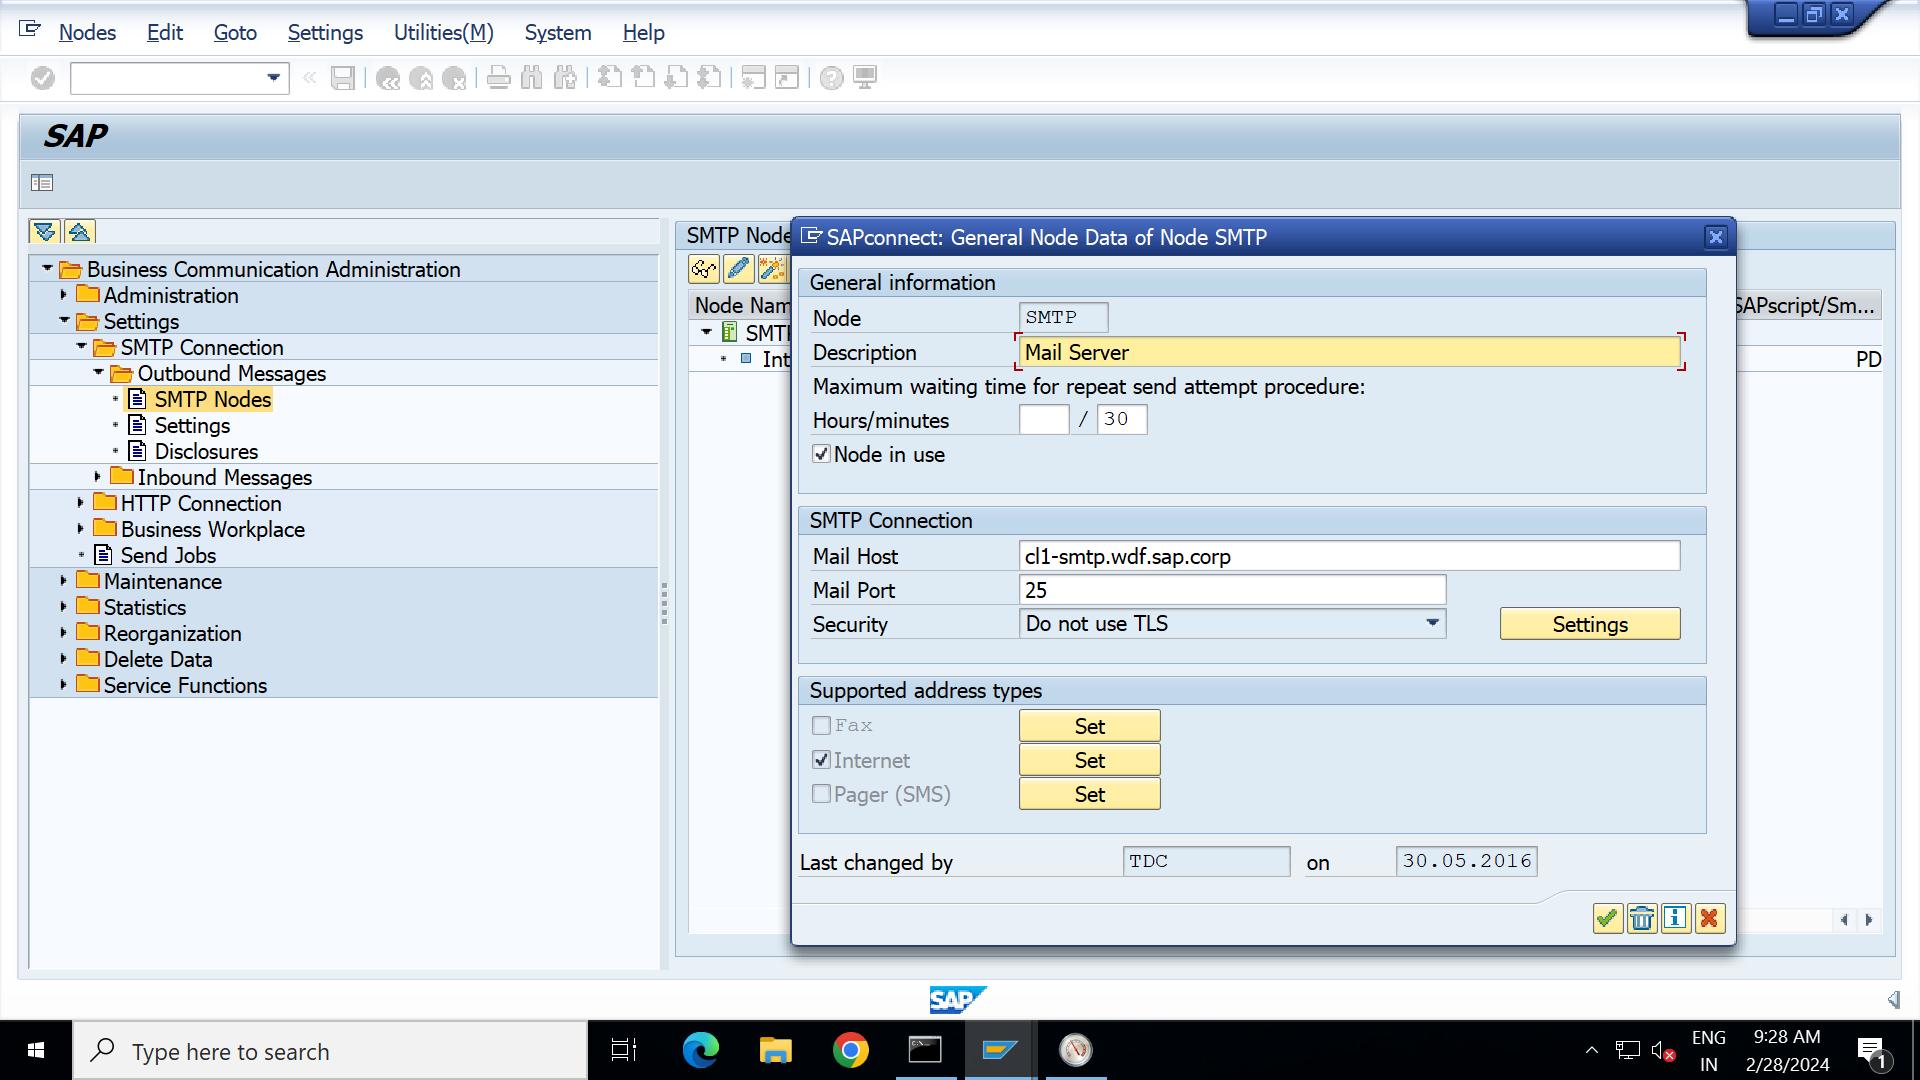 Nodes Edit Goto Settings Utilities(M) System Help
SAP
Business Communication Administration
Administration
Settings
SMTP Connection
Outbound Messages
SMTP Nodes
Settings
Disclosures
Inbound Messages
HTTP Connection
Business Workplace
Send Jobs
Maintenance
Statistics
Reorganization
Delete Data
Service Functions
SMTP Node
Node Nam
SAPscript/Sm...
SMTP
Int
PD
SAPconnect: General Node Data of Node SMTP
General information
Node SMTP
Description Mail Server
Maximum waiting time for repeat send attempt procedure:
Hours/minutes / 30
Node in use
SMTP Connection
Mail Host cl1-smtp.wdf.sap.corp
Mail Port 25
Security Do not use TLS Settings
Supported address types
Fax Set
Internet Set
Pager (SMS) Set
Last changed by TDC on 30.05.2016
SAP
Type here to search
ENG
IN
9:28 AM
2/28/2024
1